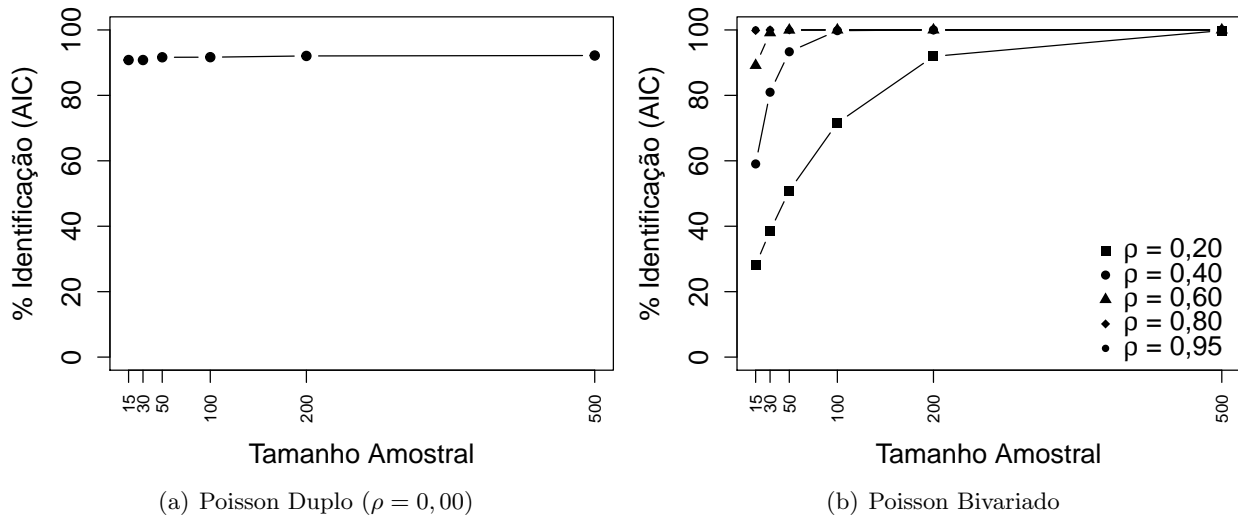 % Identificação (AIC)
0 20 40 60 80 100
15 30 50 100 200 500
Tamanho Amostral
(a) Poisson Duplo (ρ = 0, 00)
% Identificação (AIC)
0 20 40 60 80 100
ρ = 0,20
ρ = 0,40
ρ = 0,60
ρ = 0,80
ρ = 0,95
15 30 50 100 200 500
Tamanho Amostral
(b) Poisson Bivariado